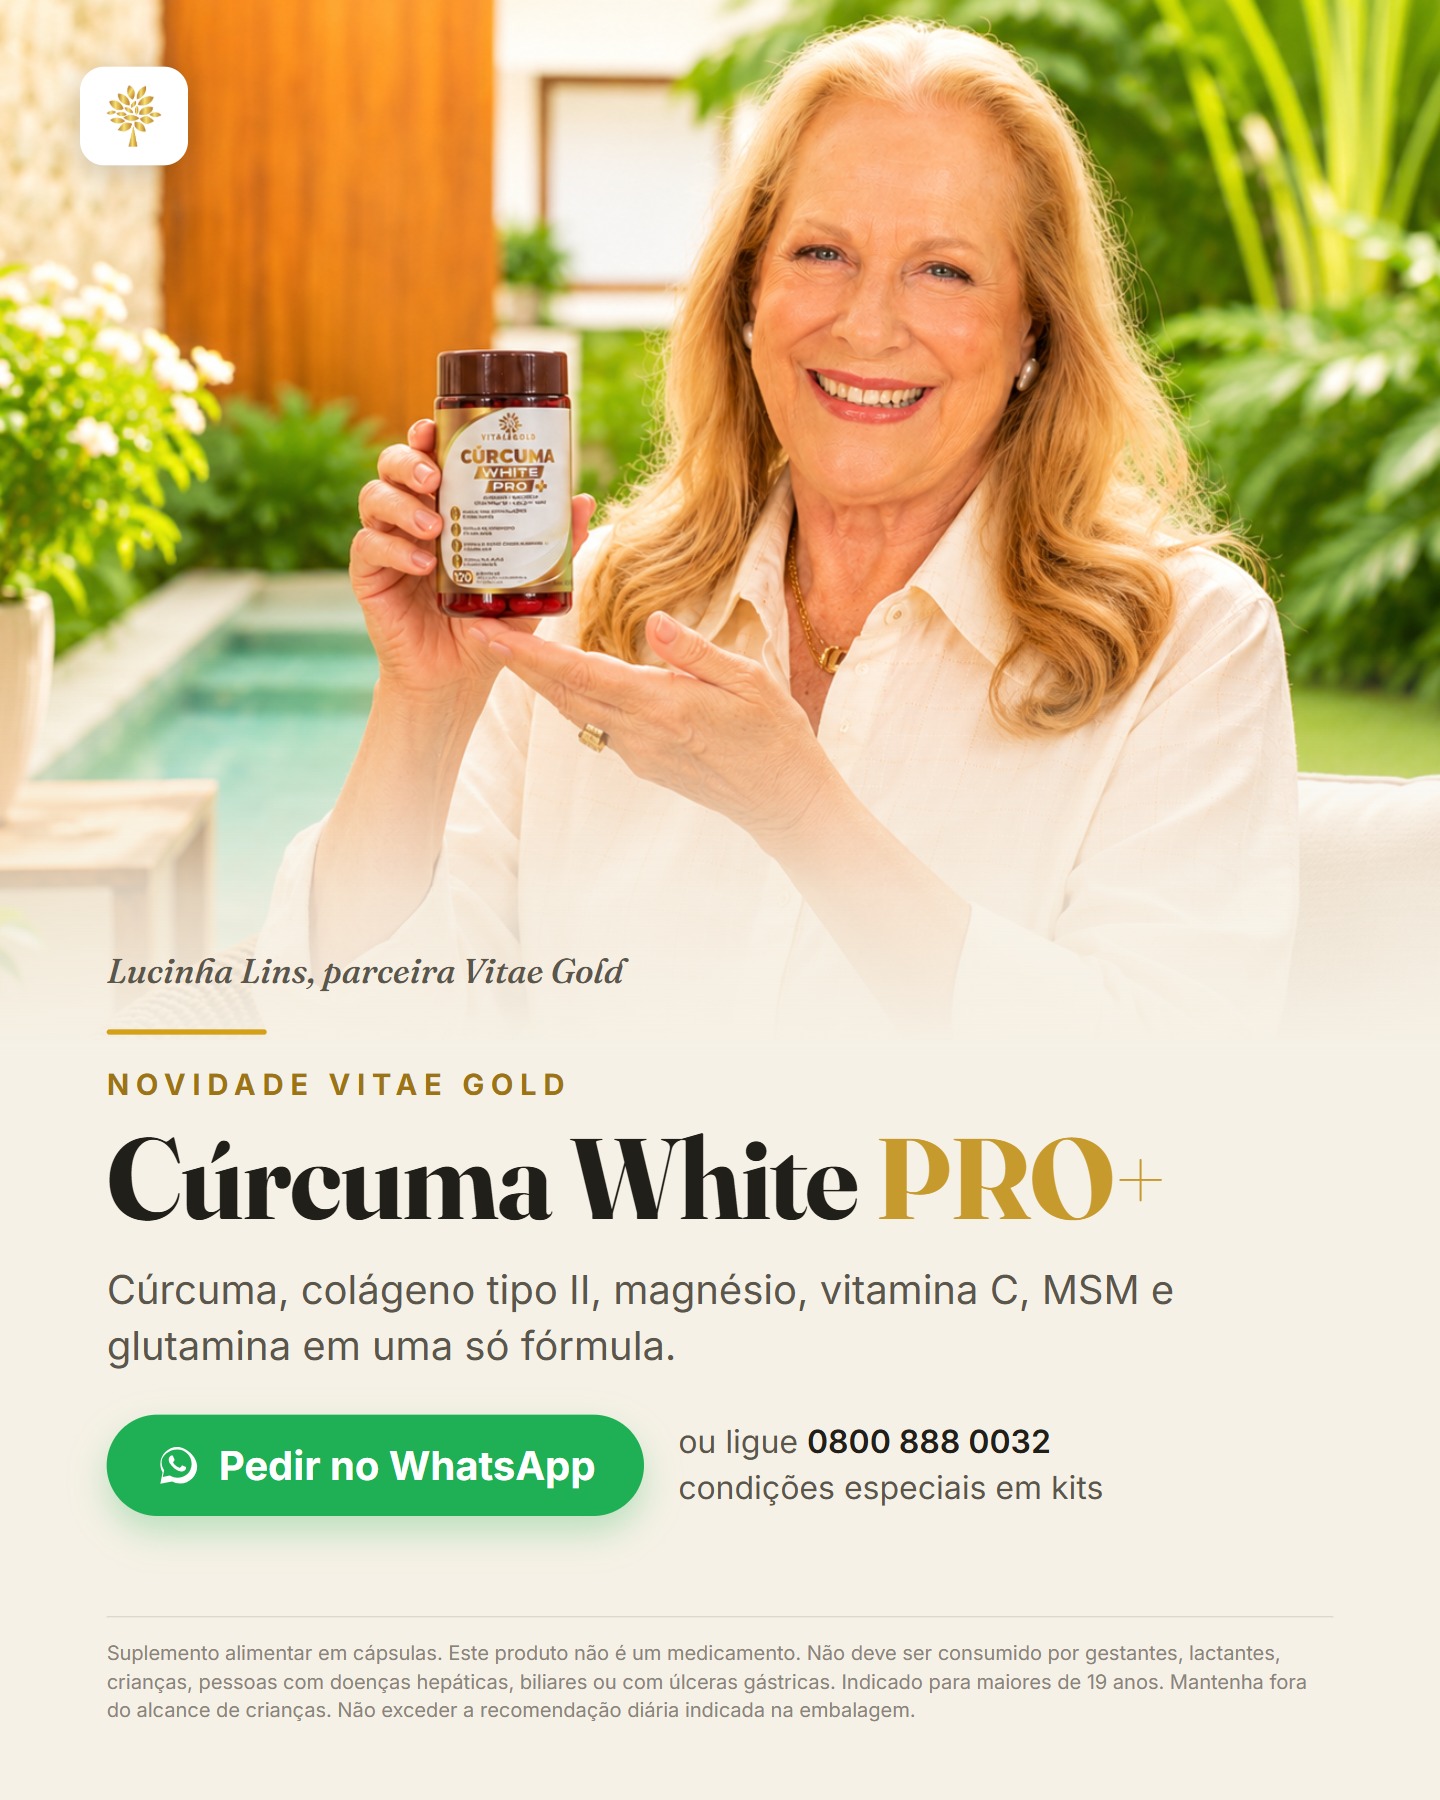 VITAE GOLD
CÚRCUMA
WHITE
PRO +
120
Lucinha Lins, parceira Vitae Gold
NOVIDADE VITAE GOLD
Cúrcuma White PRO+
Cúrcuma, colágeno tipo II, magnésio, vitamina C, MSM e
glutamina em uma só fórmula.
Pedir no WhatsApp
ou ligue 0800 888 0032
condições especiais em kits
Suplemento alimentar em cápsulas. Este produto não é um medicamento. Não deve ser consumido por gestantes, lactantes,
crianças, pessoas com doenças hepáticas, biliares ou com úlceras gástricas. Indicado para maiores de 19 anos. Mantenha fora
do alcance de crianças. Não exceder a recomendação diária indicada na embalagem.